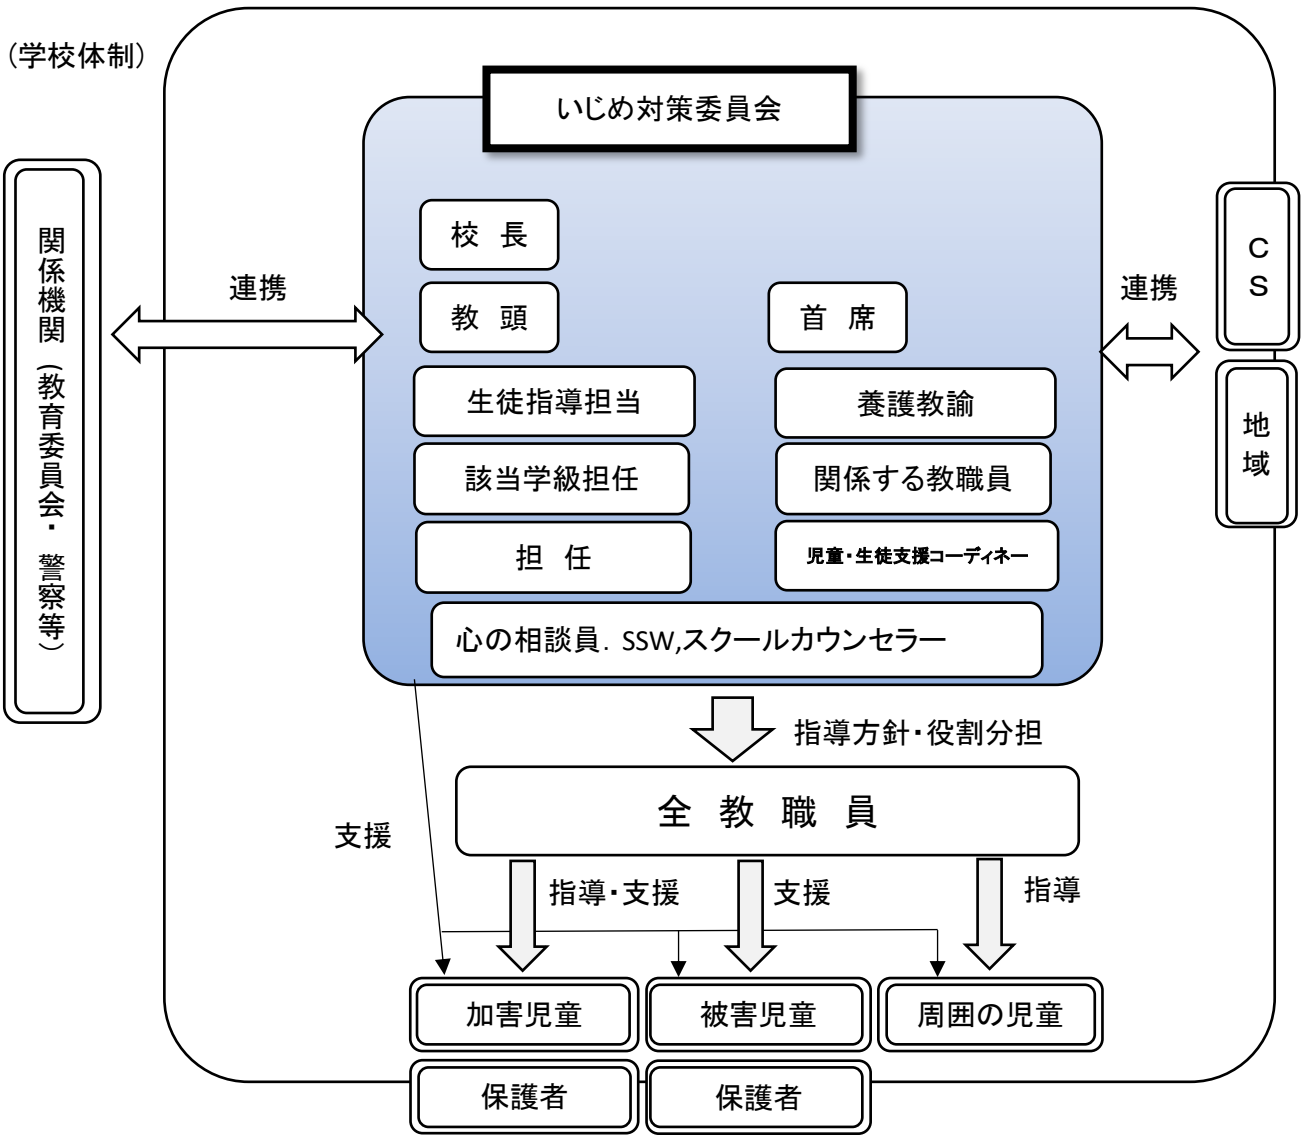 （学校体制）
いじめ対策委員会
校 長
教 頭
首 席
生徒指導担当
養護教諭
該当学級担任
関係する教職員
担 任
児童・生徒支援コーディネー
心の相談員．SSW,スクールカウンセラー
関係機関（教育委員会・警察等）
連携
連携
CS
地域
指導方針・役割分担
全 教 職 員
支援
指導・支援
支援
指導
加害児童
被害児童
周囲の児童
保護者
保護者